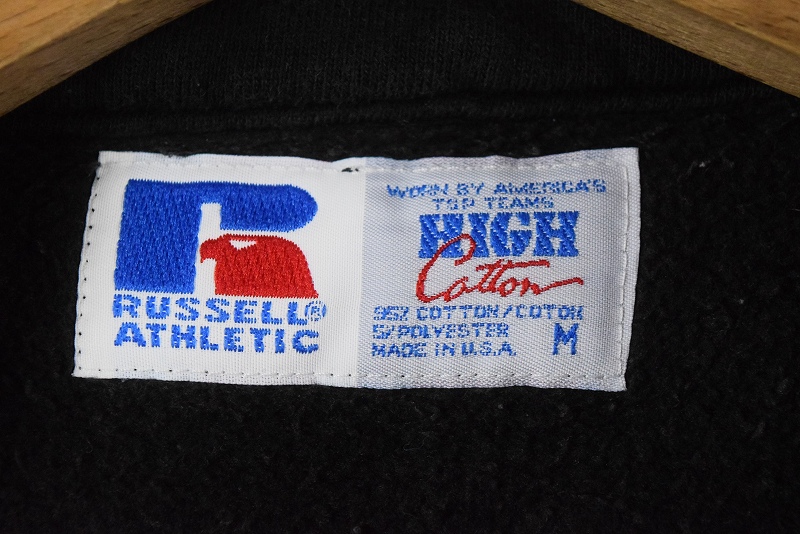 RUSSELL®
ATHLETIC
WORN BY AMERICA'S
TOP TEAMS
HIGH
Cotton
95% COTTON/COTON
5/POLYESTER
MADE IN U.S.A.
M